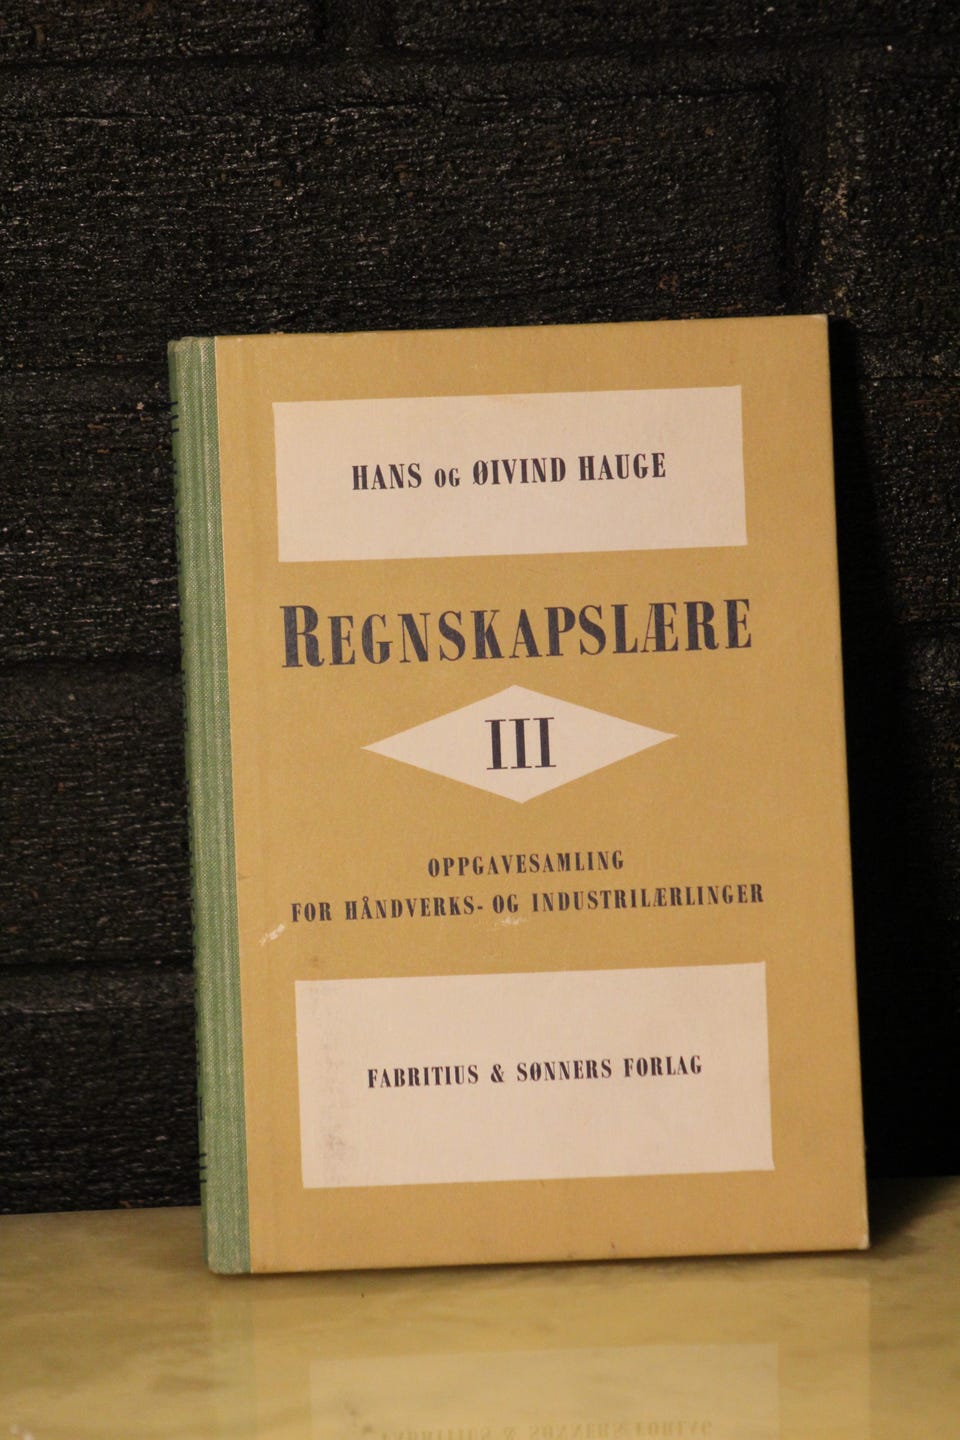 HANS OG ØIVIND HAUGE
REGNSKAPSLÆRE
III
OPPGAVESAMLING
FOR HÅNDVERKS- OG INDUSTRILÆRLINGER
FABRITIUS & SØNNERS FORLAG